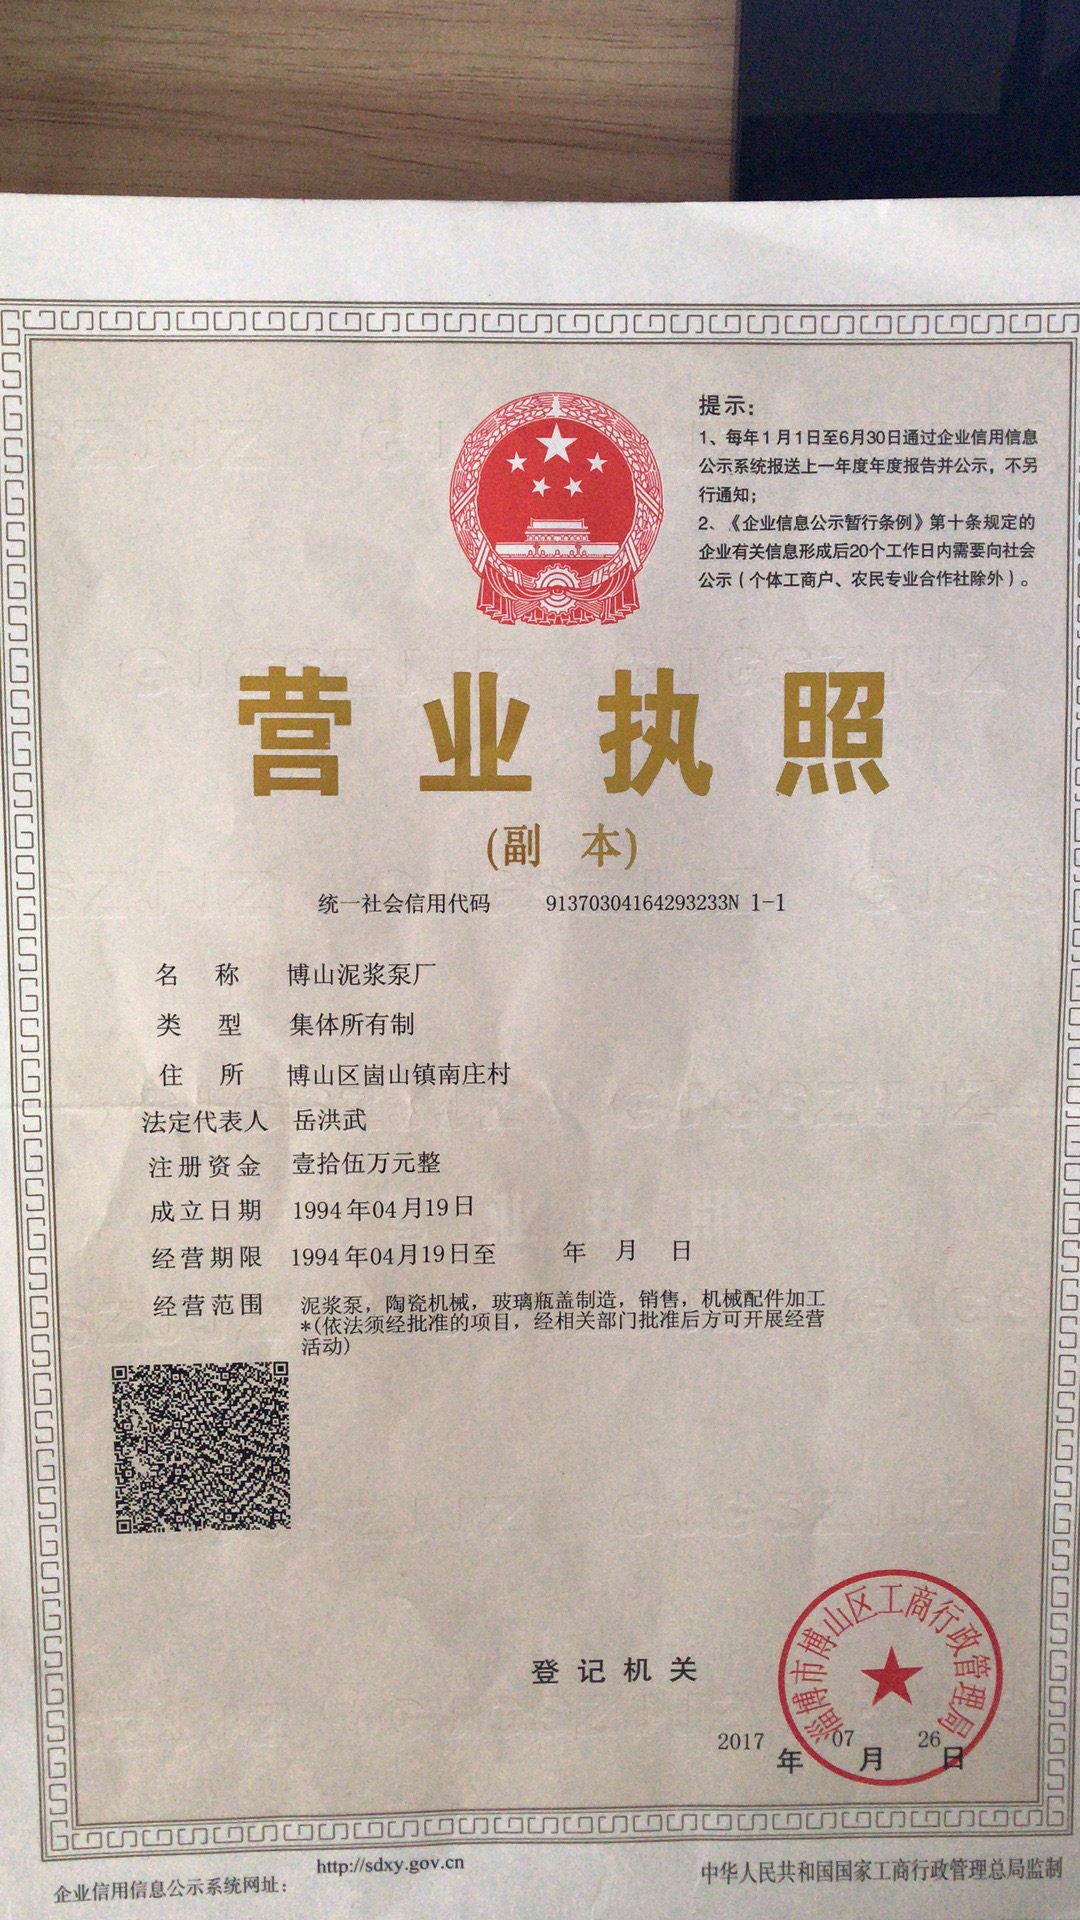 提示：
1、每年1月1日至6月30日通过企业信用信息
公示系统报送上一年度年度报告并公示，不另
行通知；
2、《企业信息公示暂行条例》第十条规定的
企业有关信息形成后20个工作日内需要向社会
公示（个体工商户、农民专业合作社除外）。
营业执照
(副 本)
统一社会信用代码 91370304164293233N 1-1
名称 博山泥浆泵厂
类型 集体所有制
住所 博山区崮山镇南庄村
法定代表人 岳洪武
注册资金 壹拾伍万元整
成立日期 1994年04月19日
经营期限 1994年04月19日至 年 月 日
经营范围 泥浆泵，陶瓷机械，玻璃瓶盖制造，销售，机械配件加工
*(依法须经批准的项目，经相关部门批准后方可开展经营
活动)
登记机关
淄博市博山区工商行政管理局
2017年07月26日
企业信用信息公示系统网址： http://sdxy.gov.cn
中华人民共和国国家工商行政管理总局监制